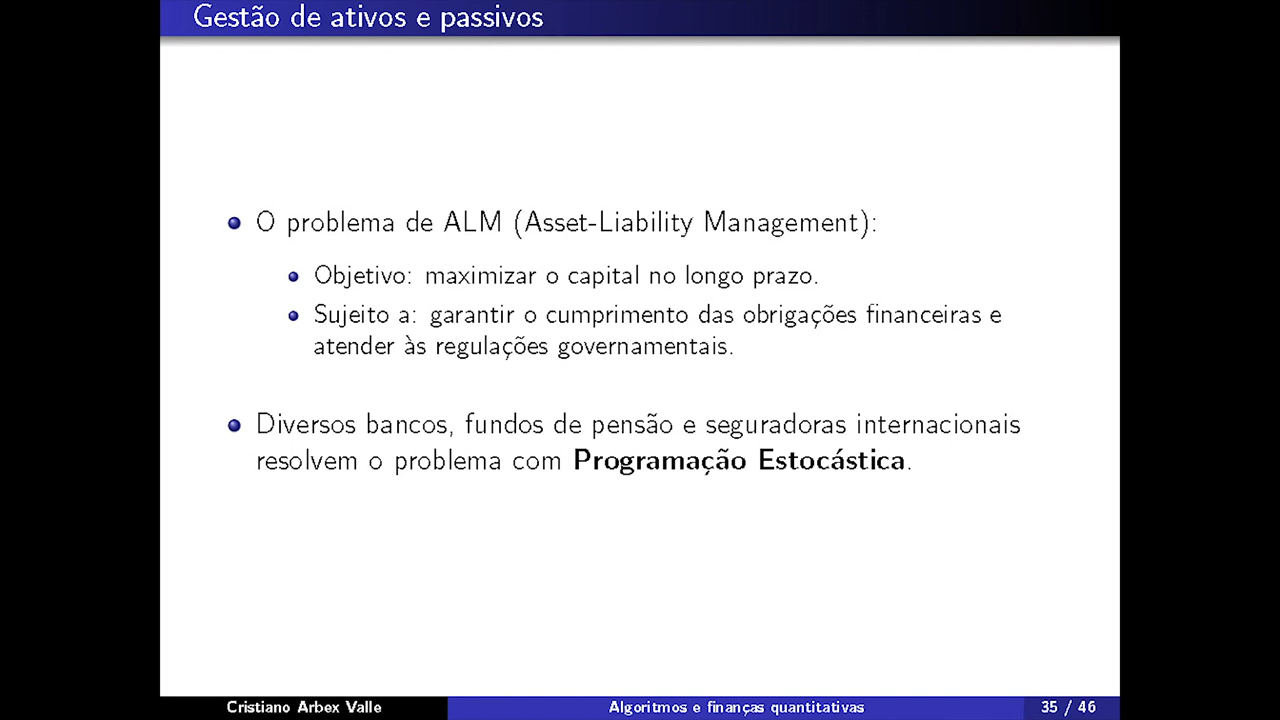 Gestão de ativos e passivos
O problema de ALM (Asset-Liability Management):
Objetivo: maximizar o capital no longo prazo.
Sujeito a: garantir o cumprimento das obrigações financeiras e
atender às regulações governamentais.
Diversos bancos, fundos de pensão e seguradoras internacionais
resolvem o problema com Programação Estocástica.
Cristiano Arbex Valle
Algoritmos e finanças quantitativas
35 / 46